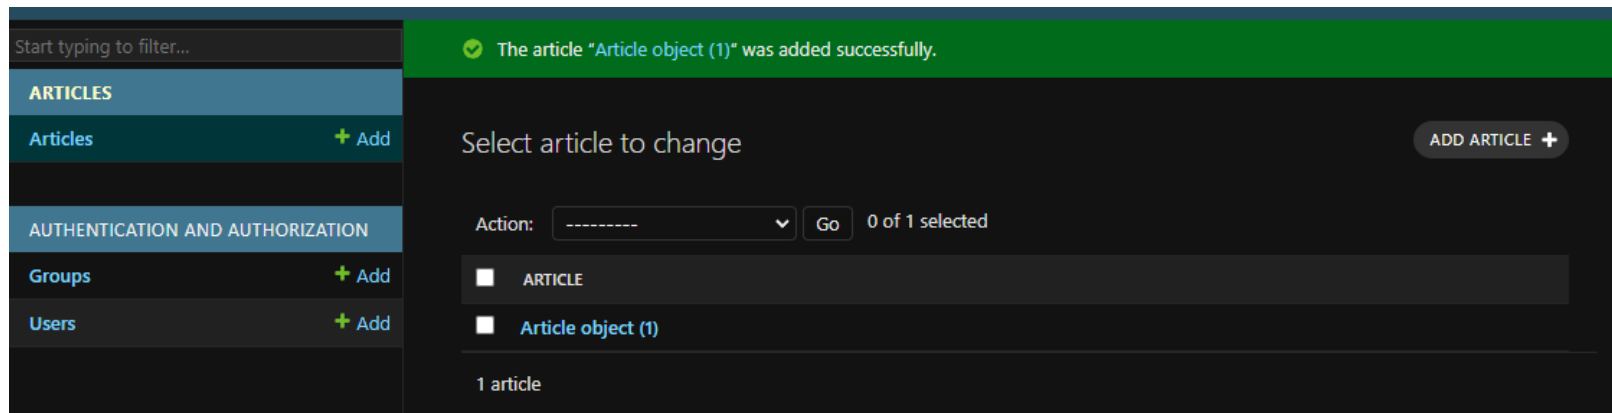 Start typing to filter...
ARTICLES
Articles + Add
AUTHENTICATION AND AUTHORIZATION
Groups + Add
Users + Add
The article “Article object (1)” was added successfully.
Select article to change
ADD ARTICLE +
Action: --------- Go 0 of 1 selected
ARTICLE
Article object (1)
1 article